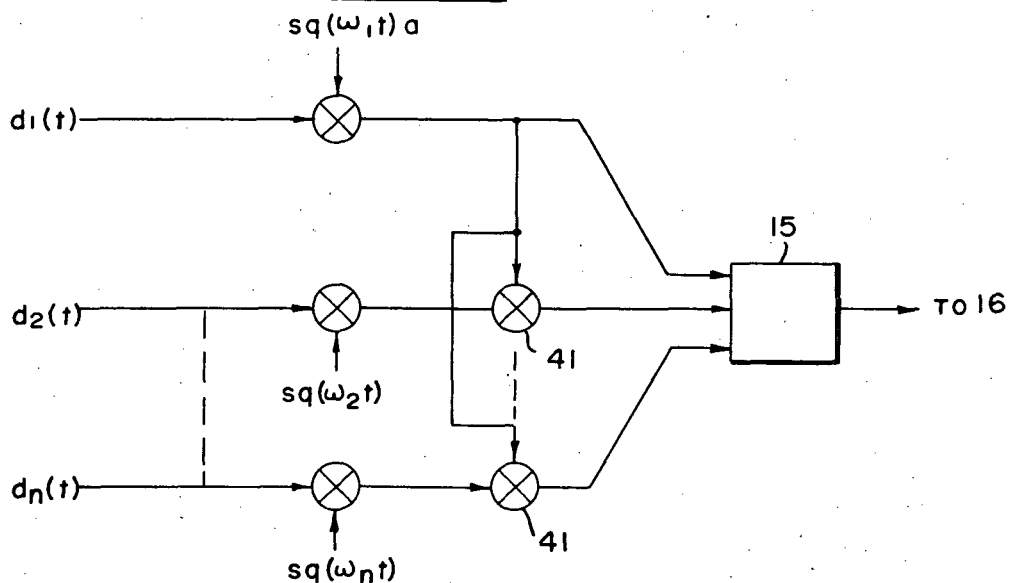 sq(ω₁t)a
d₁(t)
15
d₂(t)
TO 16
41
sq(ω₂t)
dₙ(t)
41
sq(ωₙt)